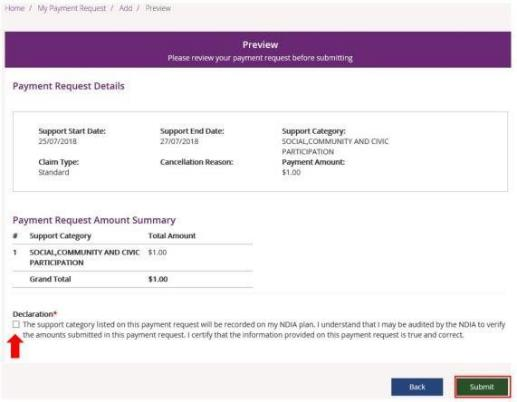 Home / My Payment Request / Add / Preview
Preview
Please review your payment request before submitting
Payment Request Details
Support Start Date: Support End Date: Support Category:
25/07/2018 27/07/2018 SOCIAL,COMMUNITY AND CIVIC
PARTICIPATION
Claim Type: Cancellation Reason: Payment Amount:
Standard $1.00
Payment Request Amount Summary
# Support Category Total Amount
1 SOCIAL,COMMUNITY AND CIVIC $1.00
PARTICIPATION
Grand Total $1.00
Declaration*
The support category listed on this payment request will be recorded on my NDIA plan. I understand that I may be audited by the NDIA to verify
the amounts submitted in this payment request. I certify that the information provided on this payment request is true and correct.
Back Submit